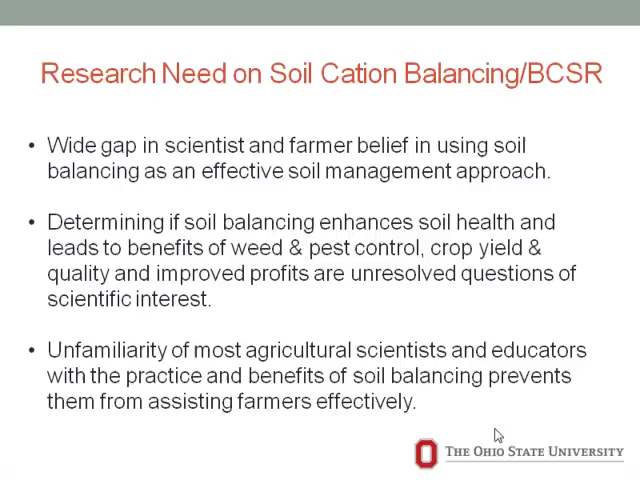 Research Need on Soil Cation Balancing/BCSR
• Wide gap in scientist and farmer belief in using soil
balancing as an effective soil management approach.
• Determining if soil balancing enhances soil health and
leads to benefits of weed & pest control, crop yield &
quality and improved profits are unresolved questions of
scientific interest.
• Unfamiliarity of most agricultural scientists and educators
with the practice and benefits of soil balancing prevents
them from assisting farmers effectively.
THE OHIO STATE UNIVERSITY